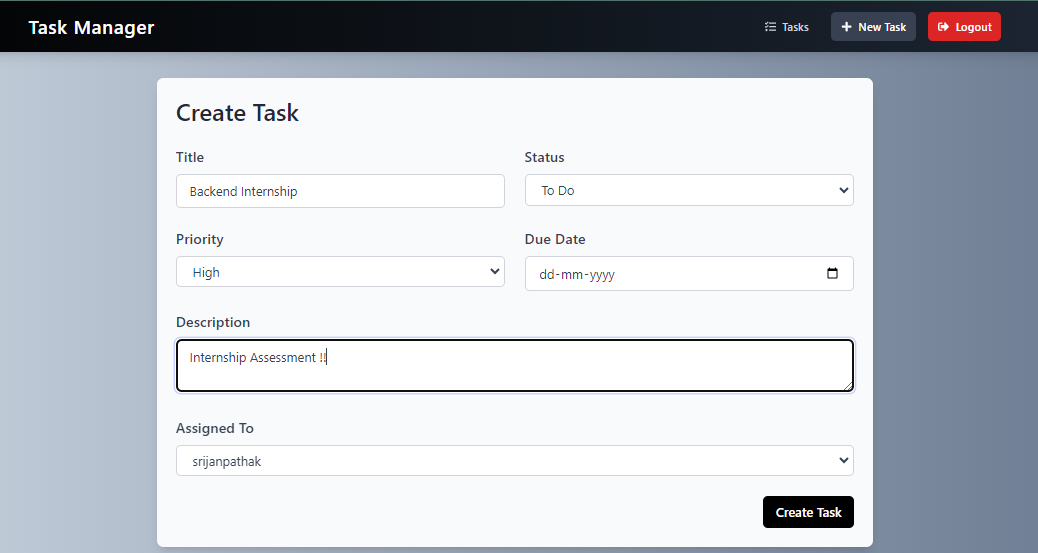 Task Manager
Tasks
New Task
Logout
Create Task
Title
Status
Backend Internship
To Do
Priority
Due Date
High
dd-mm-yyyy
Description
Internship Assessment !!
Assigned To
srijanpathak
Create Task